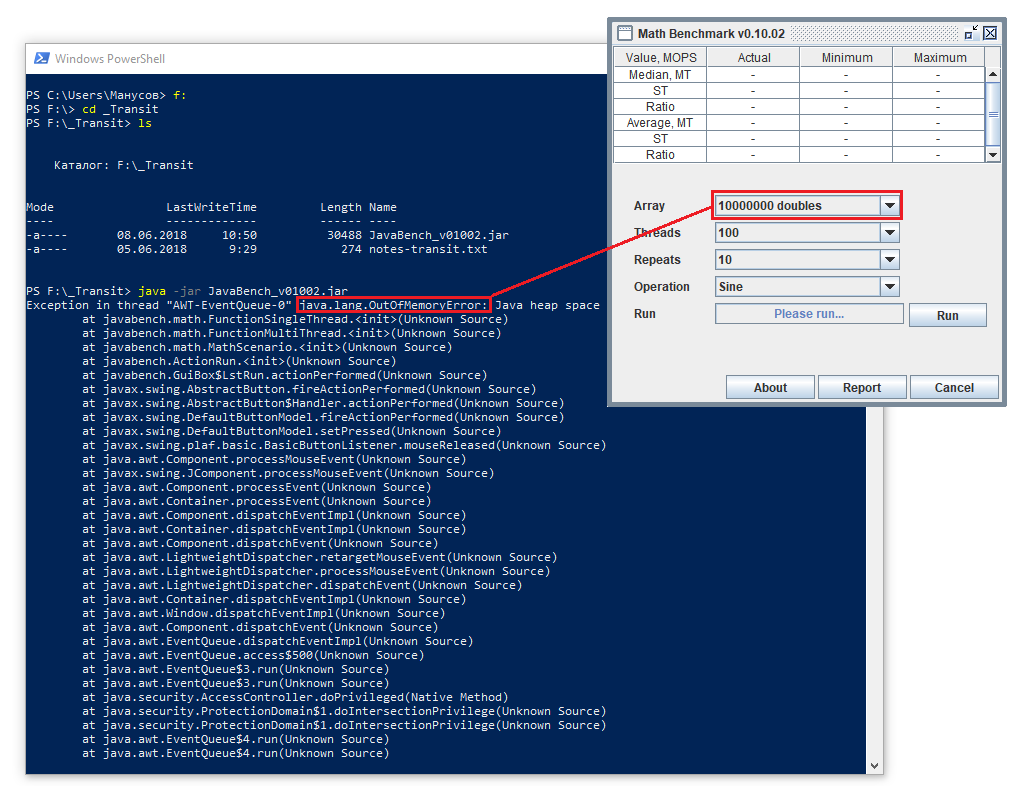 Windows PowerShell
PS C:\Users\Манусов> f:
PS F:\> cd _Transit
PS F:\_Transit> ls
Каталог: F:\_Transit
Mode LastWriteTime Length Name
---- ------------- ------ ----
-a---- 08.06.2018 10:50 30488 JavaBench_v01002.jar
-a---- 05.06.2018 9:29 274 notes-transit.txt
PS F:\_Transit> java -jar JavaBench_v01002.jar
Exception in thread "AWT-EventQueue-0" java.lang.OutOfMemoryError: Java heap space
at javabench.math.FunctionSingleThread.<init>(Unknown Source)
at javabench.math.FunctionMultiThread.<init>(Unknown Source)
at javabench.math.MathScenario.<init>(Unknown Source)
at javabench.ActionRun.<init>(Unknown Source)
at javabench.GuiBox$LstRun.actionPerformed(Unknown Source)
at javax.swing.AbstractButton.fireActionPerformed(Unknown Source)
at javax.swing.AbstractButton$Handler.actionPerformed(Unknown Source)
at javax.swing.DefaultButtonModel.fireActionPerformed(Unknown Source)
at javax.swing.DefaultButtonModel.setPressed(Unknown Source)
at javax.swing.plaf.basic.BasicButtonListener.mouseReleased(Unknown Source)
at java.awt.Component.processMouseEvent(Unknown Source)
at javax.swing.JComponent.processMouseEvent(Unknown Source)
at java.awt.Component.processEvent(Unknown Source)
at java.awt.Container.processEvent(Unknown Source)
at java.awt.Component.dispatchEventImpl(Unknown Source)
at java.awt.Container.dispatchEventImpl(Unknown Source)
at java.awt.Component.dispatchEvent(Unknown Source)
at java.awt.LightweightDispatcher.retargetMouseEvent(Unknown Source)
at java.awt.LightweightDispatcher.processMouseEvent(Unknown Source)
at java.awt.LightweightDispatcher.dispatchEvent(Unknown Source)
at java.awt.Container.dispatchEventImpl(Unknown Source)
at java.awt.Window.dispatchEventImpl(Unknown Source)
at java.awt.Component.dispatchEvent(Unknown Source)
at java.awt.EventQueue.dispatchEventImpl(Unknown Source)
at java.awt.EventQueue.access$500(Unknown Source)
at java.awt.EventQueue$3.run(Unknown Source)
at java.awt.EventQueue$3.run(Unknown Source)
at java.security.AccessController.doPrivileged(Native Method)
at java.security.ProtectionDomain$1.doIntersectionPrivilege(Unknown Source)
at java.security.ProtectionDomain$1.doIntersectionPrivilege(Unknown Source)
at java.awt.EventQueue$4.run(Unknown Source)
at java.awt.EventQueue$4.run(Unknown Source)
Math Benchmark v0.10.02
Value, MOPS Actual Minimum Maximum
Median, MT - - -
ST - - -
Ratio - - -
Average, MT - - -
ST - - -
Ratio - - -
Array 10000000 doubles
Threads 100
Repeats 10
Operation Sine
Run Please run... Run
About Report Cancel